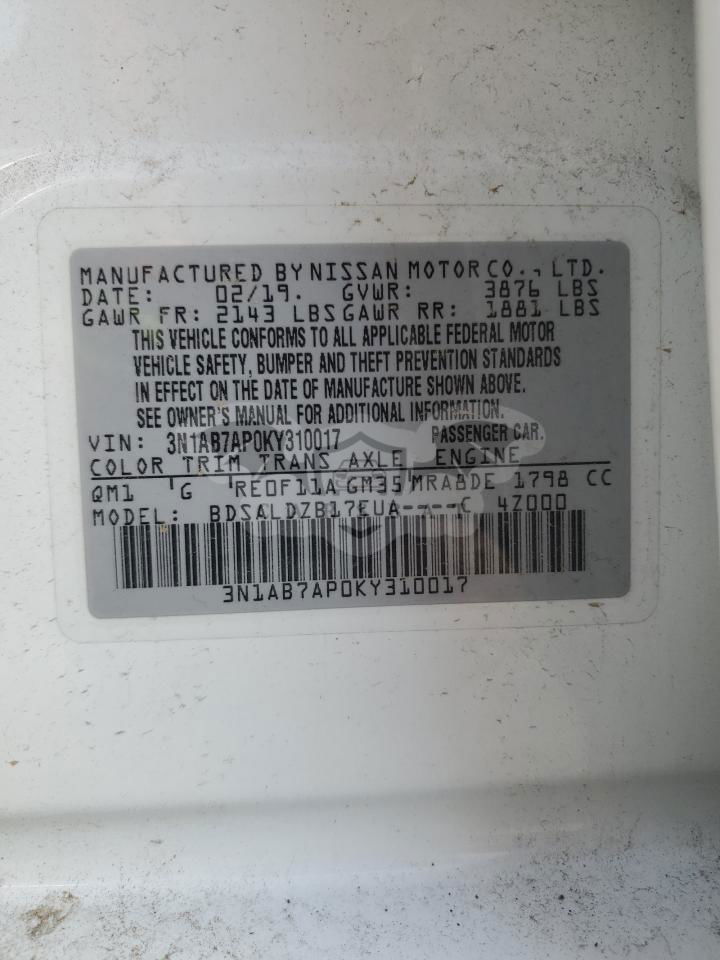 MANUFACTURED BY NISSAN MOTOR CO., LTD.
DATE: 02/19. GVWR: 3876 LBS
GAWR FR: 2143 LBS GAWR RR: 1881 LBS
THIS VEHICLE CONFORMS TO ALL APPLICABLE FEDERAL MOTOR
VEHICLE SAFETY, BUMPER AND THEFT PREVENTION STANDARDS
IN EFFECT ON THE DATE OF MANUFACTURE SHOWN ABOVE.
SEE OWNER'S MANUAL FOR ADDITIONAL INFORMATION.
VIN: 3N1AB7AP0KY310017 PASSENGER CAR.
COLOR TRIM TRANS AXLE ENGINE
QM1 G RE0F11A GM35 MRA8DE 1798 CC
MODEL: BDSALDZB17EUA----C 4Z000
3N1AB7AP0KY310017